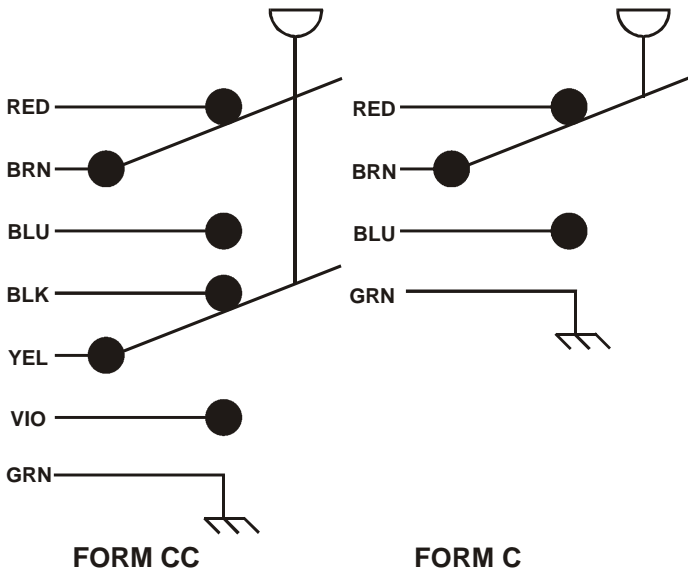 RED
BRN
BLU
BLK
YEL
VIO
GRN
FORM CC
RED
BRN
BLU
GRN
FORM C